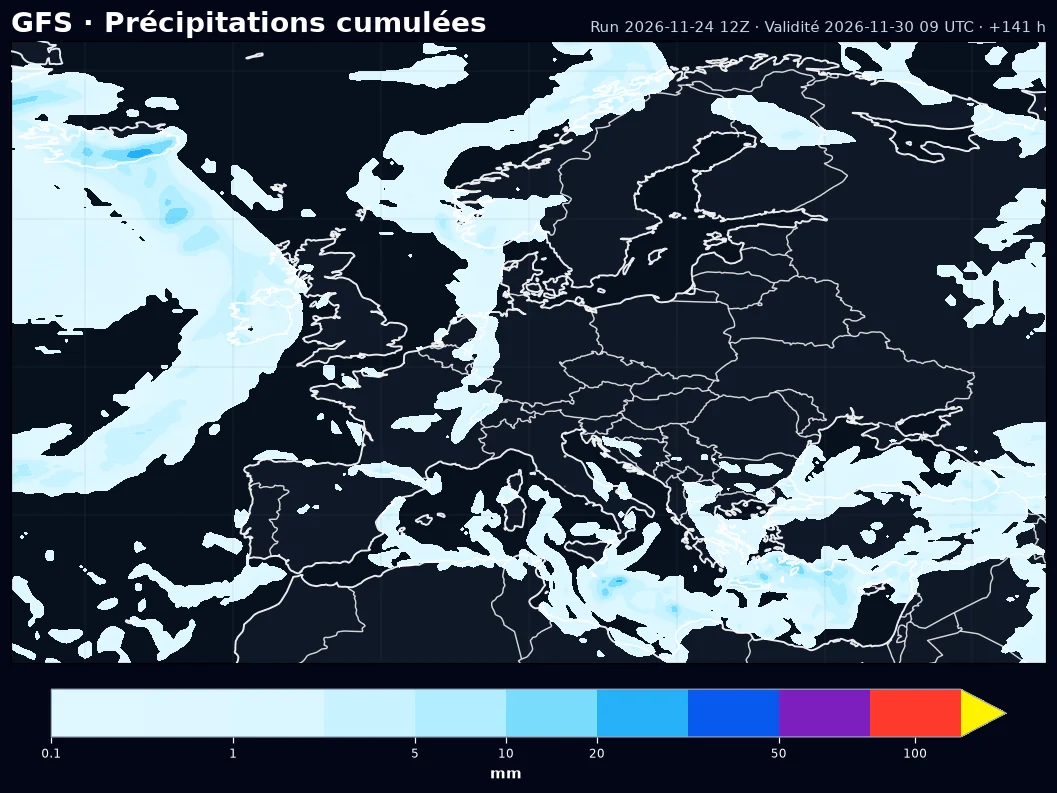 GFS · Précipitations cumulées
Run 2026-11-24 12Z · Validité 2026-11-30 09 UTC · +141 h
0.1 1 5 10 20 50 100
mm